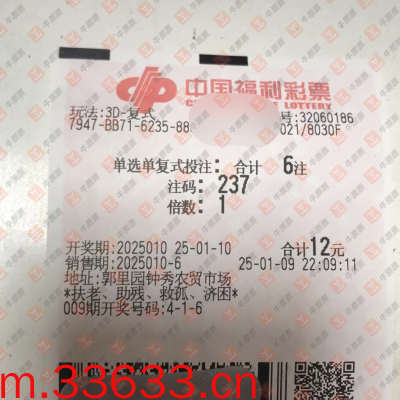 中国福利彩票
玩法:3D-复式
7947-BB71-6235-88
号:32060186
021/8030F
单选单复式投注: 合计 6注
注码: 237
倍数: 1
开奖期:2025010 25-01-10 合计12元
销售期:2025010-6 25-01-09 22:09:11
地址:郭里园钟秀农贸市场
*扶老、助残、救孤、济困*
009期开奖号码:4-1-6
m.33633.cn